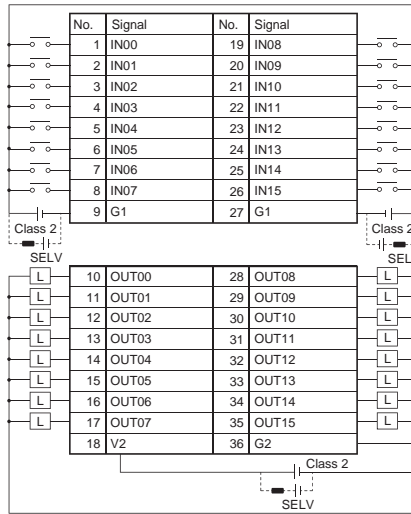 No. Signal No. Signal
1 IN00 19 IN08
2 IN01 20 IN09
3 IN02 21 IN10
4 IN03 22 IN11
5 IN04 23 IN12
6 IN05 24 IN13
7 IN06 25 IN14
8 IN07 26 IN15
9 G1 27 G1
Class 2 Class 2
SELV SEL
L 10 OUT00 28 OUT08 L
L 11 OUT01 29 OUT09 L
L 12 OUT02 30 OUT10 L
L 13 OUT03 31 OUT11 L
L 14 OUT04 32 OUT12 L
L 15 OUT05 33 OUT13 L
L 16 OUT06 34 OUT14 L
L 17 OUT07 35 OUT15 L
18 V2 36 G2
Class 2
SELV